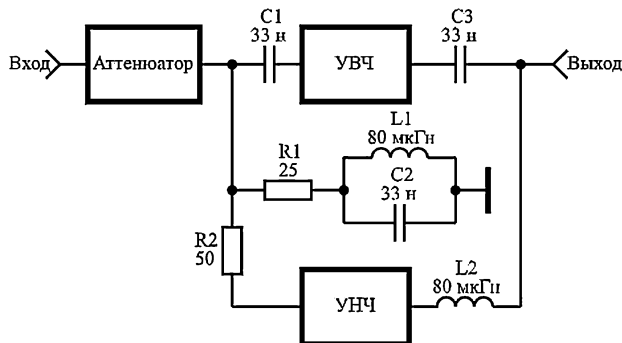 C1
33 н
C3
33 н
Вход
Аттенюатор
УВЧ
Выход
L1
80 мкГн
R1
25
C2
33 н
R2
50
L2
80 мкГн
УНЧ